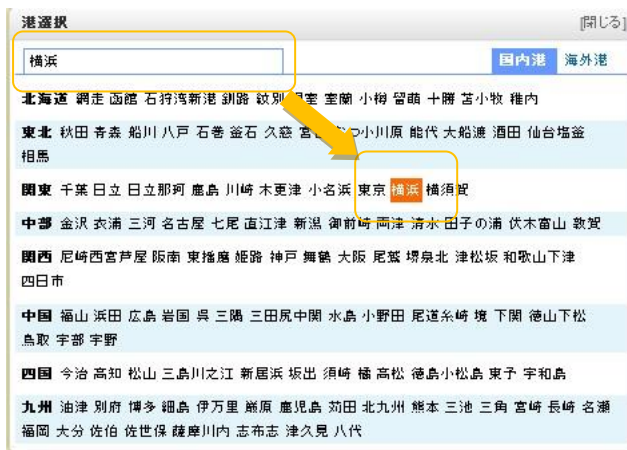 港選択 [閉じる]
横浜 国内港 海外港
北海道 網走 函館 石狩湾新港 釧路 紋別 室蘭 小樽 留萌 十勝 苫小牧 稚内
東北 秋田 青森 船川 八戸 石巻 釜石 久慈 小川原 能代 大船渡 酒田 仙台塩釜
相馬
関東 千葉 日立 日立那珂 鹿島 川崎 木更津 小名浜 東京 横浜 横須賀
中部 金沢 衣浦 三河 名古屋 七尾 直江津 新潟 御前崎 両津 清水 田子の浦 伏木富山 敦賀
関西 尼崎西宮芦屋 阪南 東播磨 姫路 神戸 舞鶴 大阪 尾鷲 堺泉北 津松坂 和歌山下津
四日市
中国 福山 浜田 広島 岩国 呉 三隅 三田尻中関 水島 小野田 尾道糸崎 境 下関 徳山下松
鳥取 宇部 宇野
四国 今治 高知 松山 三島川之江 新居浜 坂出 須崎 橘 高松 徳島小松島 東予 宇和島
九州 油津 別府 博多 細島 伊万里 厳原 鹿児島 苅田 北九州 熊本 三池 三角 宮崎 長崎 名瀬
福岡 大分 佐伯 佐世保 薩摩川内 志布志 津久見 八代